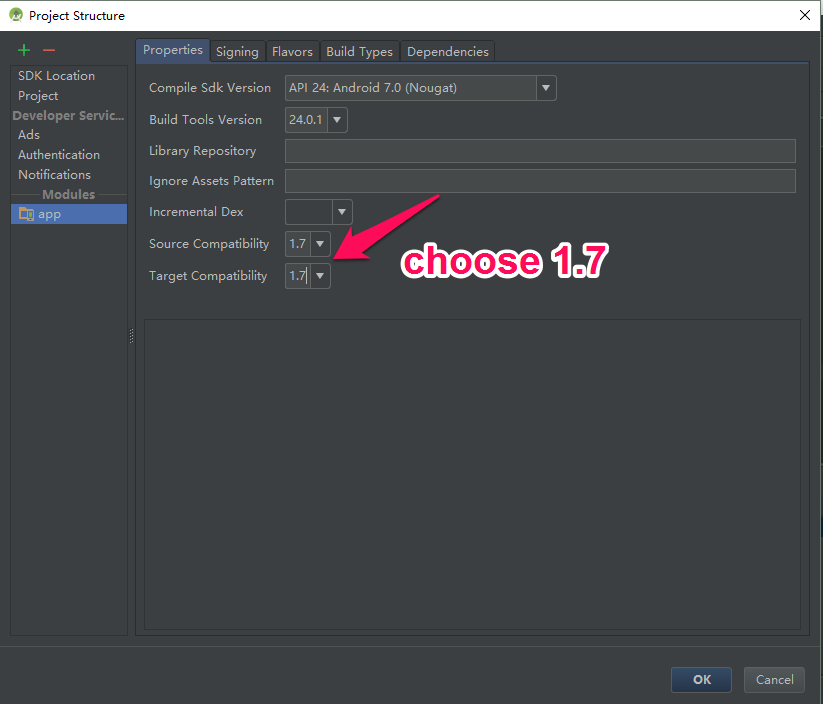 Project Structure
SDK Location
Project
Developer Servic...
Ads
Authentication
Notifications
Modules
app
Properties Signing Flavors Build Types Dependencies
Compile Sdk Version API 24: Android 7.0 (Nougat)
Build Tools Version 24.0.1
Library Repository
Ignore Assets Pattern
Incremental Dex
Source Compatibility 1.7
Target Compatibility 1.7
choose 1.7
OK Cancel